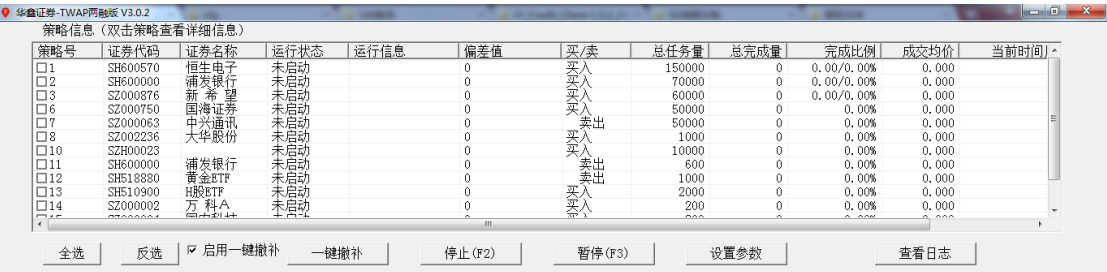 华鑫证券-TWAP两融版 V3.0.2
策略信息（双击策略查看详细信息）
策略号 证券代码 证券名称 运行状态 运行信息 偏差值 买/卖 总任务量 总完成量 完成比例 成交均价 当前时间
1 SH600570 恒生电子 未启动 0 买入 150000 0 0.00/0.00% 0.000
2 SH600000 浦发银行 未启动 0 买入 70000 0 0.00/0.00% 0.000
3 SZ000876 新 希 望 未启动 0 买入 60000 0 0.00/0.00% 0.000
6 SZ000750 国海证券 未启动 0 买入 50000 0 0.00% 0.000
7 SZ000063 中兴通讯 未启动 0 卖出 50000 0 0.00% 0.000
8 SZ002236 大华股份 未启动 0 买入 1000 0 0.00% 0.000
10 SZH00023 未启动 0 买入 10000 0 0.00% 0.000
11 SH600000 浦发银行 未启动 0 卖出 600 0 0.00% 0.000
12 SH518880 黄金ETF 未启动 0 卖出 1000 0 0.00% 0.000
13 SH510900 H股ETF 未启动 0 买入 2000 0 0.00% 0.000
14 SZ000002 万 科A 未启动 0 买入 200 0 0.00% 0.000
全选 反选 启用一键撤补 一键撤补 停止(F2) 暂停(F3) 设置参数 查看日志